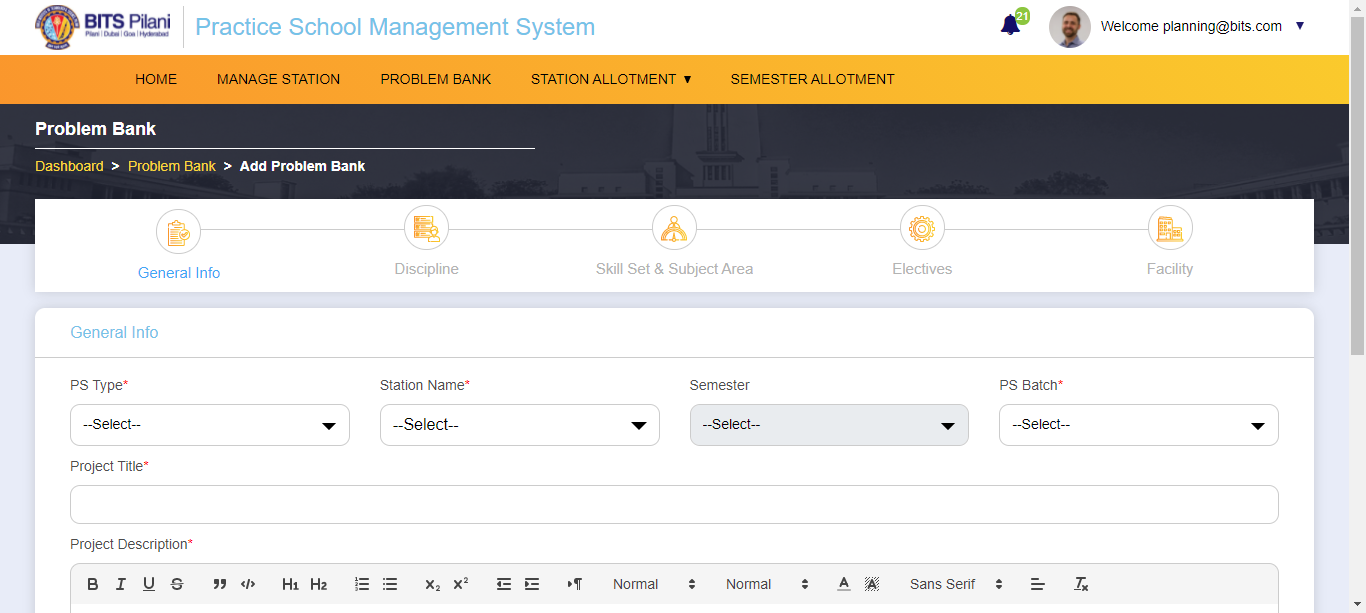 BITS Pilani
Pilani | Dubai | Goa | Hyderabad
Practice School Management System
21
Welcome planning@bits.com ▼
HOME MANAGE STATION PROBLEM BANK STATION ALLOTMENT ▼ SEMESTER ALLOTMENT
Problem Bank
Dashboard > Problem Bank > Add Problem Bank
General Info Discipline Skill Set & Subject Area Electives Facility
General Info
PS Type* Station Name* Semester PS Batch*
--Select-- --Select-- --Select-- --Select--
Project Title*
Project Description*
B I U S ” </> H1 H2 X2 X² ¶ Normal Normal A A Sans Serif Tx